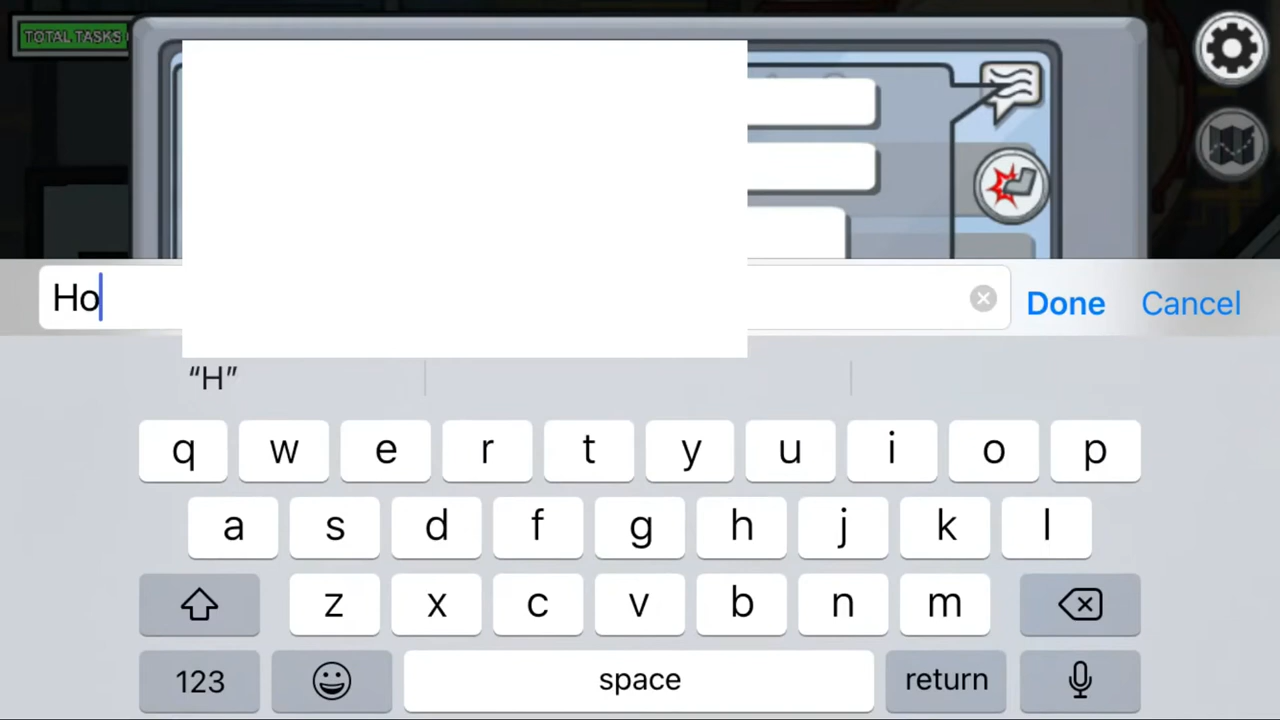 TOTAL TASKS
Ho
Done
Cancel
“H”
q w e r t y u i o p
a s d f g h j k l
z x c v b n m
123
space
return